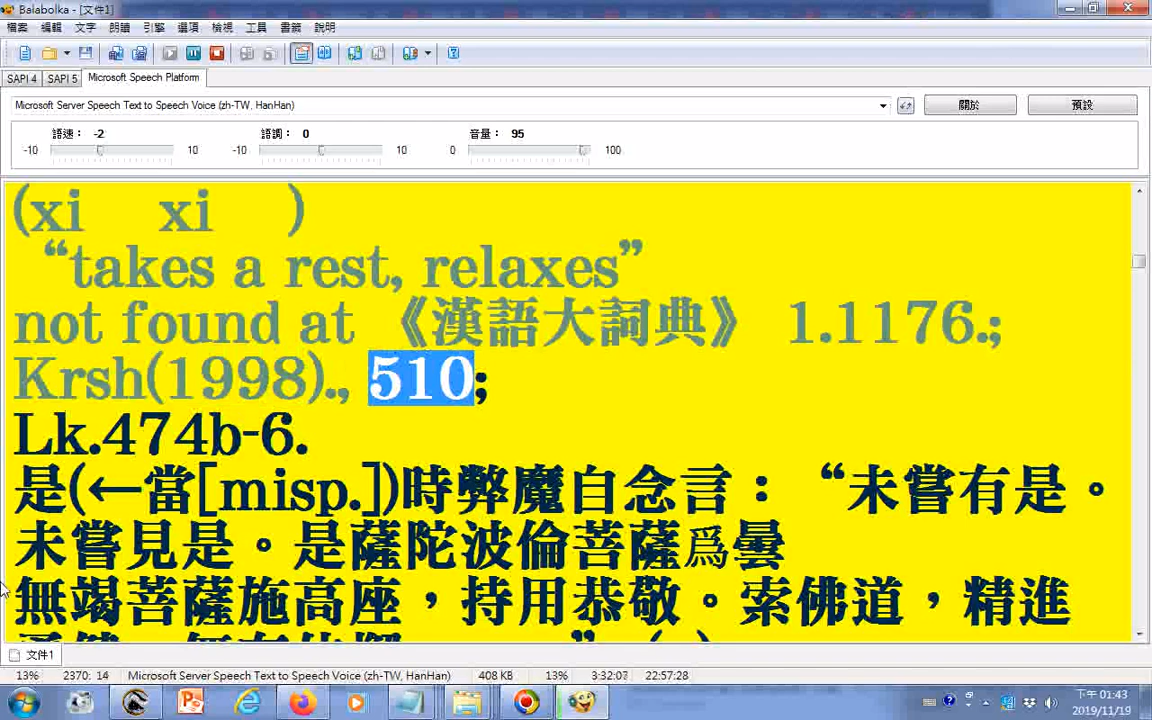 Balabolka - [文件1]
檔案 編輯 文字 朗讀 引擎 選項 檢視 工具 書籤 說明
SAPI 4 SAPI 5 Microsoft Speech Platform
Microsoft Server Speech Text to Speech Voice (zh-TW, HanHan) 關於 預設
語速： -2 語調： 0 音量： 95
-10 10 -10 10 0 100
(xi xi )
“takes a rest, relaxes”
not found at 《漢語大詞典》 1.1176.;
Krsh(1998)., 510;
Lk.474b-6.
是(←當[misp.])時弊魔自念言：“未嘗有是。
未嘗見是。是薩陀波倫菩薩爲曇
無竭菩薩施高座，持用恭敬。索佛道，精進
文件1
13% 2370: 14 Microsoft Server Speech Text to Speech Voice (zh-TW, HanHan) 408 KB 13% 3:32:07 22:57:28
下午 01:43
2019/11/19